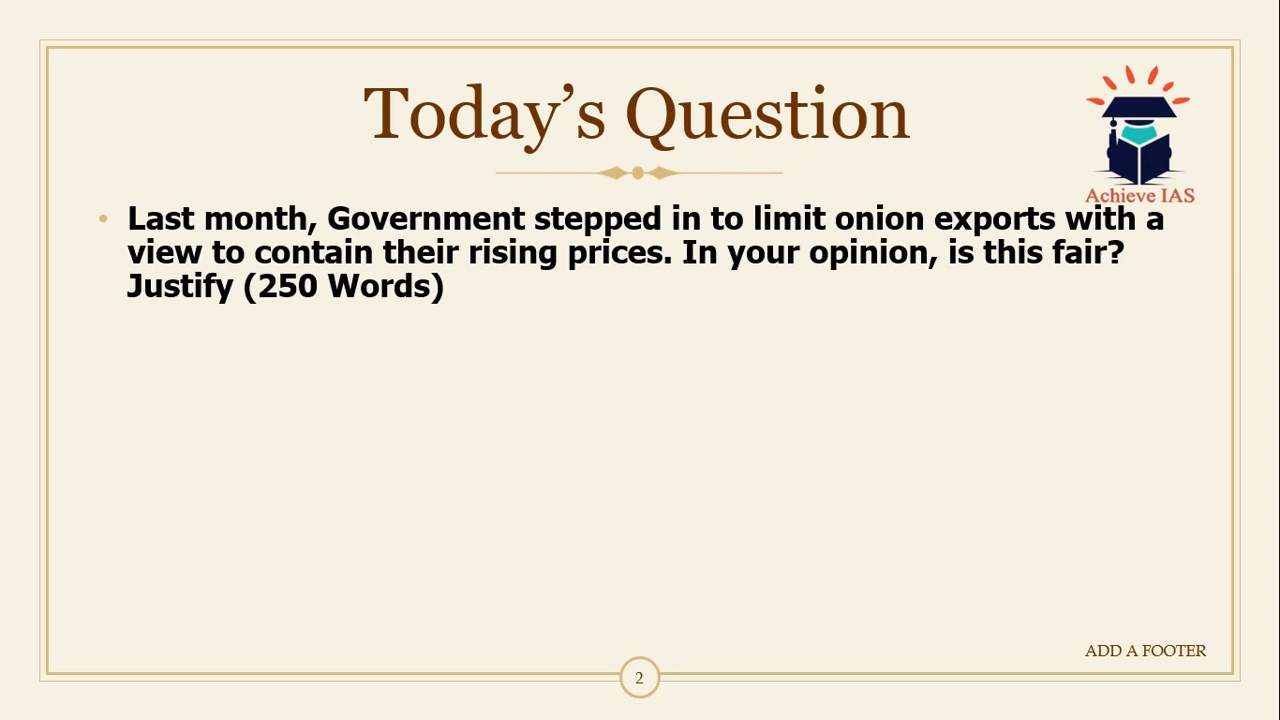 Today’s Question
Achieve IAS
• Last month, Government stepped in to limit onion exports with a
view to contain their rising prices. In your opinion, is this fair?
Justify (250 Words)
ADD A FOOTER
2